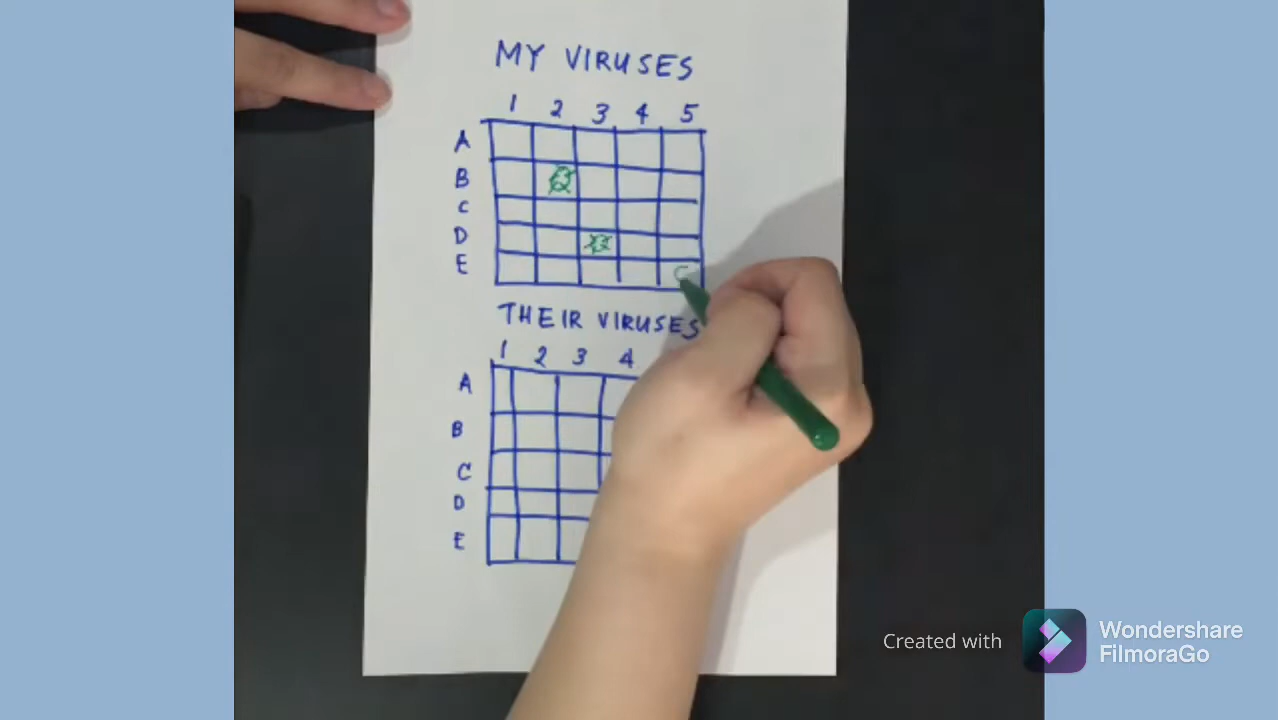 MY VIRUSES
1 2 3 4 5
A
B
C
D
E
THEIR VIRUSES
1 2 3 4
A
B
C
D
E
Created with
Wondershare
FilmoraGo